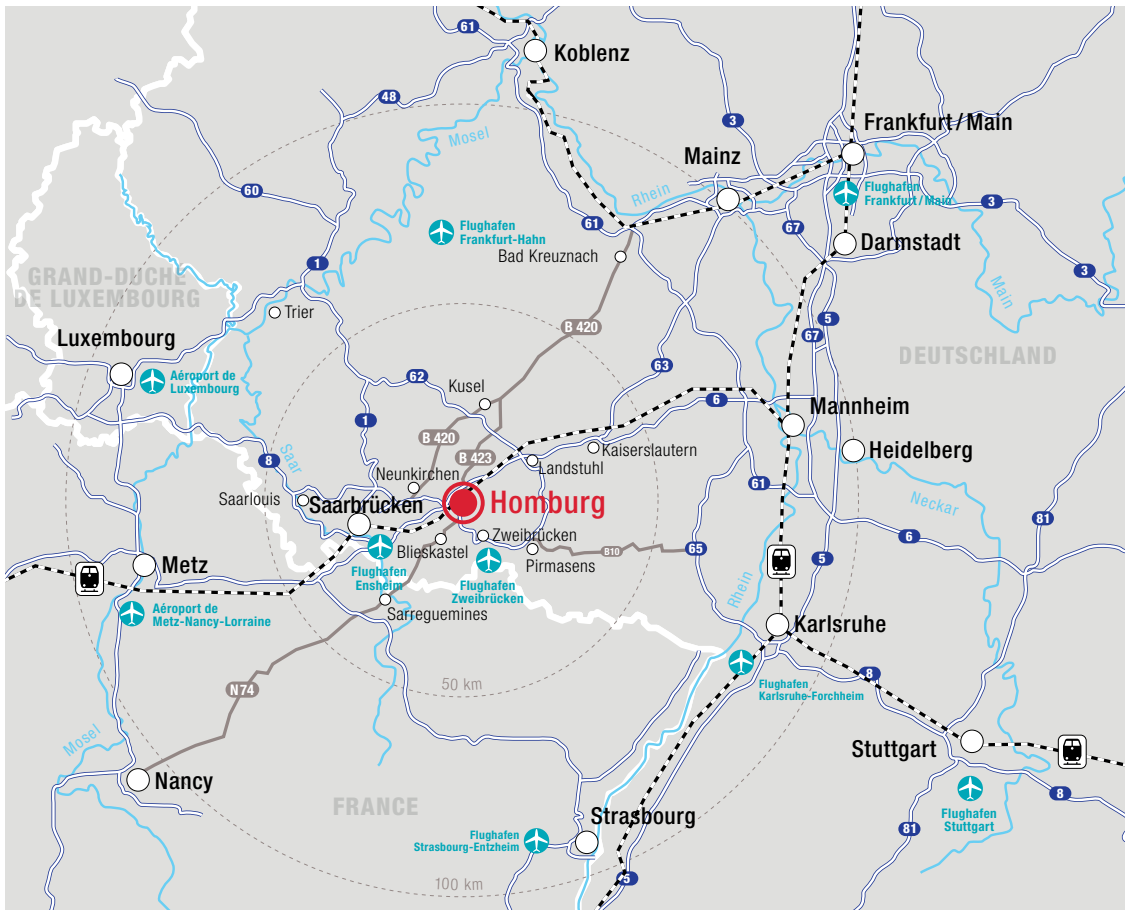 61
Koblenz
48
Mosel
3
Frankfurt/Main
Mainz
Rhein
Flughafen
Frankfurt/Main
60
3
61
Flughafen
Frankfurt-Hahn
67
Bad Kreuznach
Darmstadt
GRAND-DUCHE
DE LUXEMBOURG
1
3
Main
Trier
5
B 420
67
Luxembourg
DEUTSCHLAND
63
Aéroport de
Luxembourg
62
Kusel
6
Mannheim
1
B 420
Heidelberg
Kaiserslautern
8
B 423
Landstuhl
Saar
Neunkirchen
61
Saarlouis
Saarbrücken
Homburg
Neckar
81
Zweibrücken
6
Blieskastel
B10
65
5
Metz
Flughafen
Ensheim
Flughafen
Zweibrücken
Pirmasens
Rhein
Aéroport de
Metz-Nancy-Lorraine
Sarreguemines
Karlsruhe
8
Flughafen
Karlsruhe-Forchheim
50 km
N74
Mosel
Stuttgart
Nancy
8
FRANCE
Strasbourg
Flughafen
Stuttgart
81
Flughafen
Strasbourg-Entzheim
5
100 km